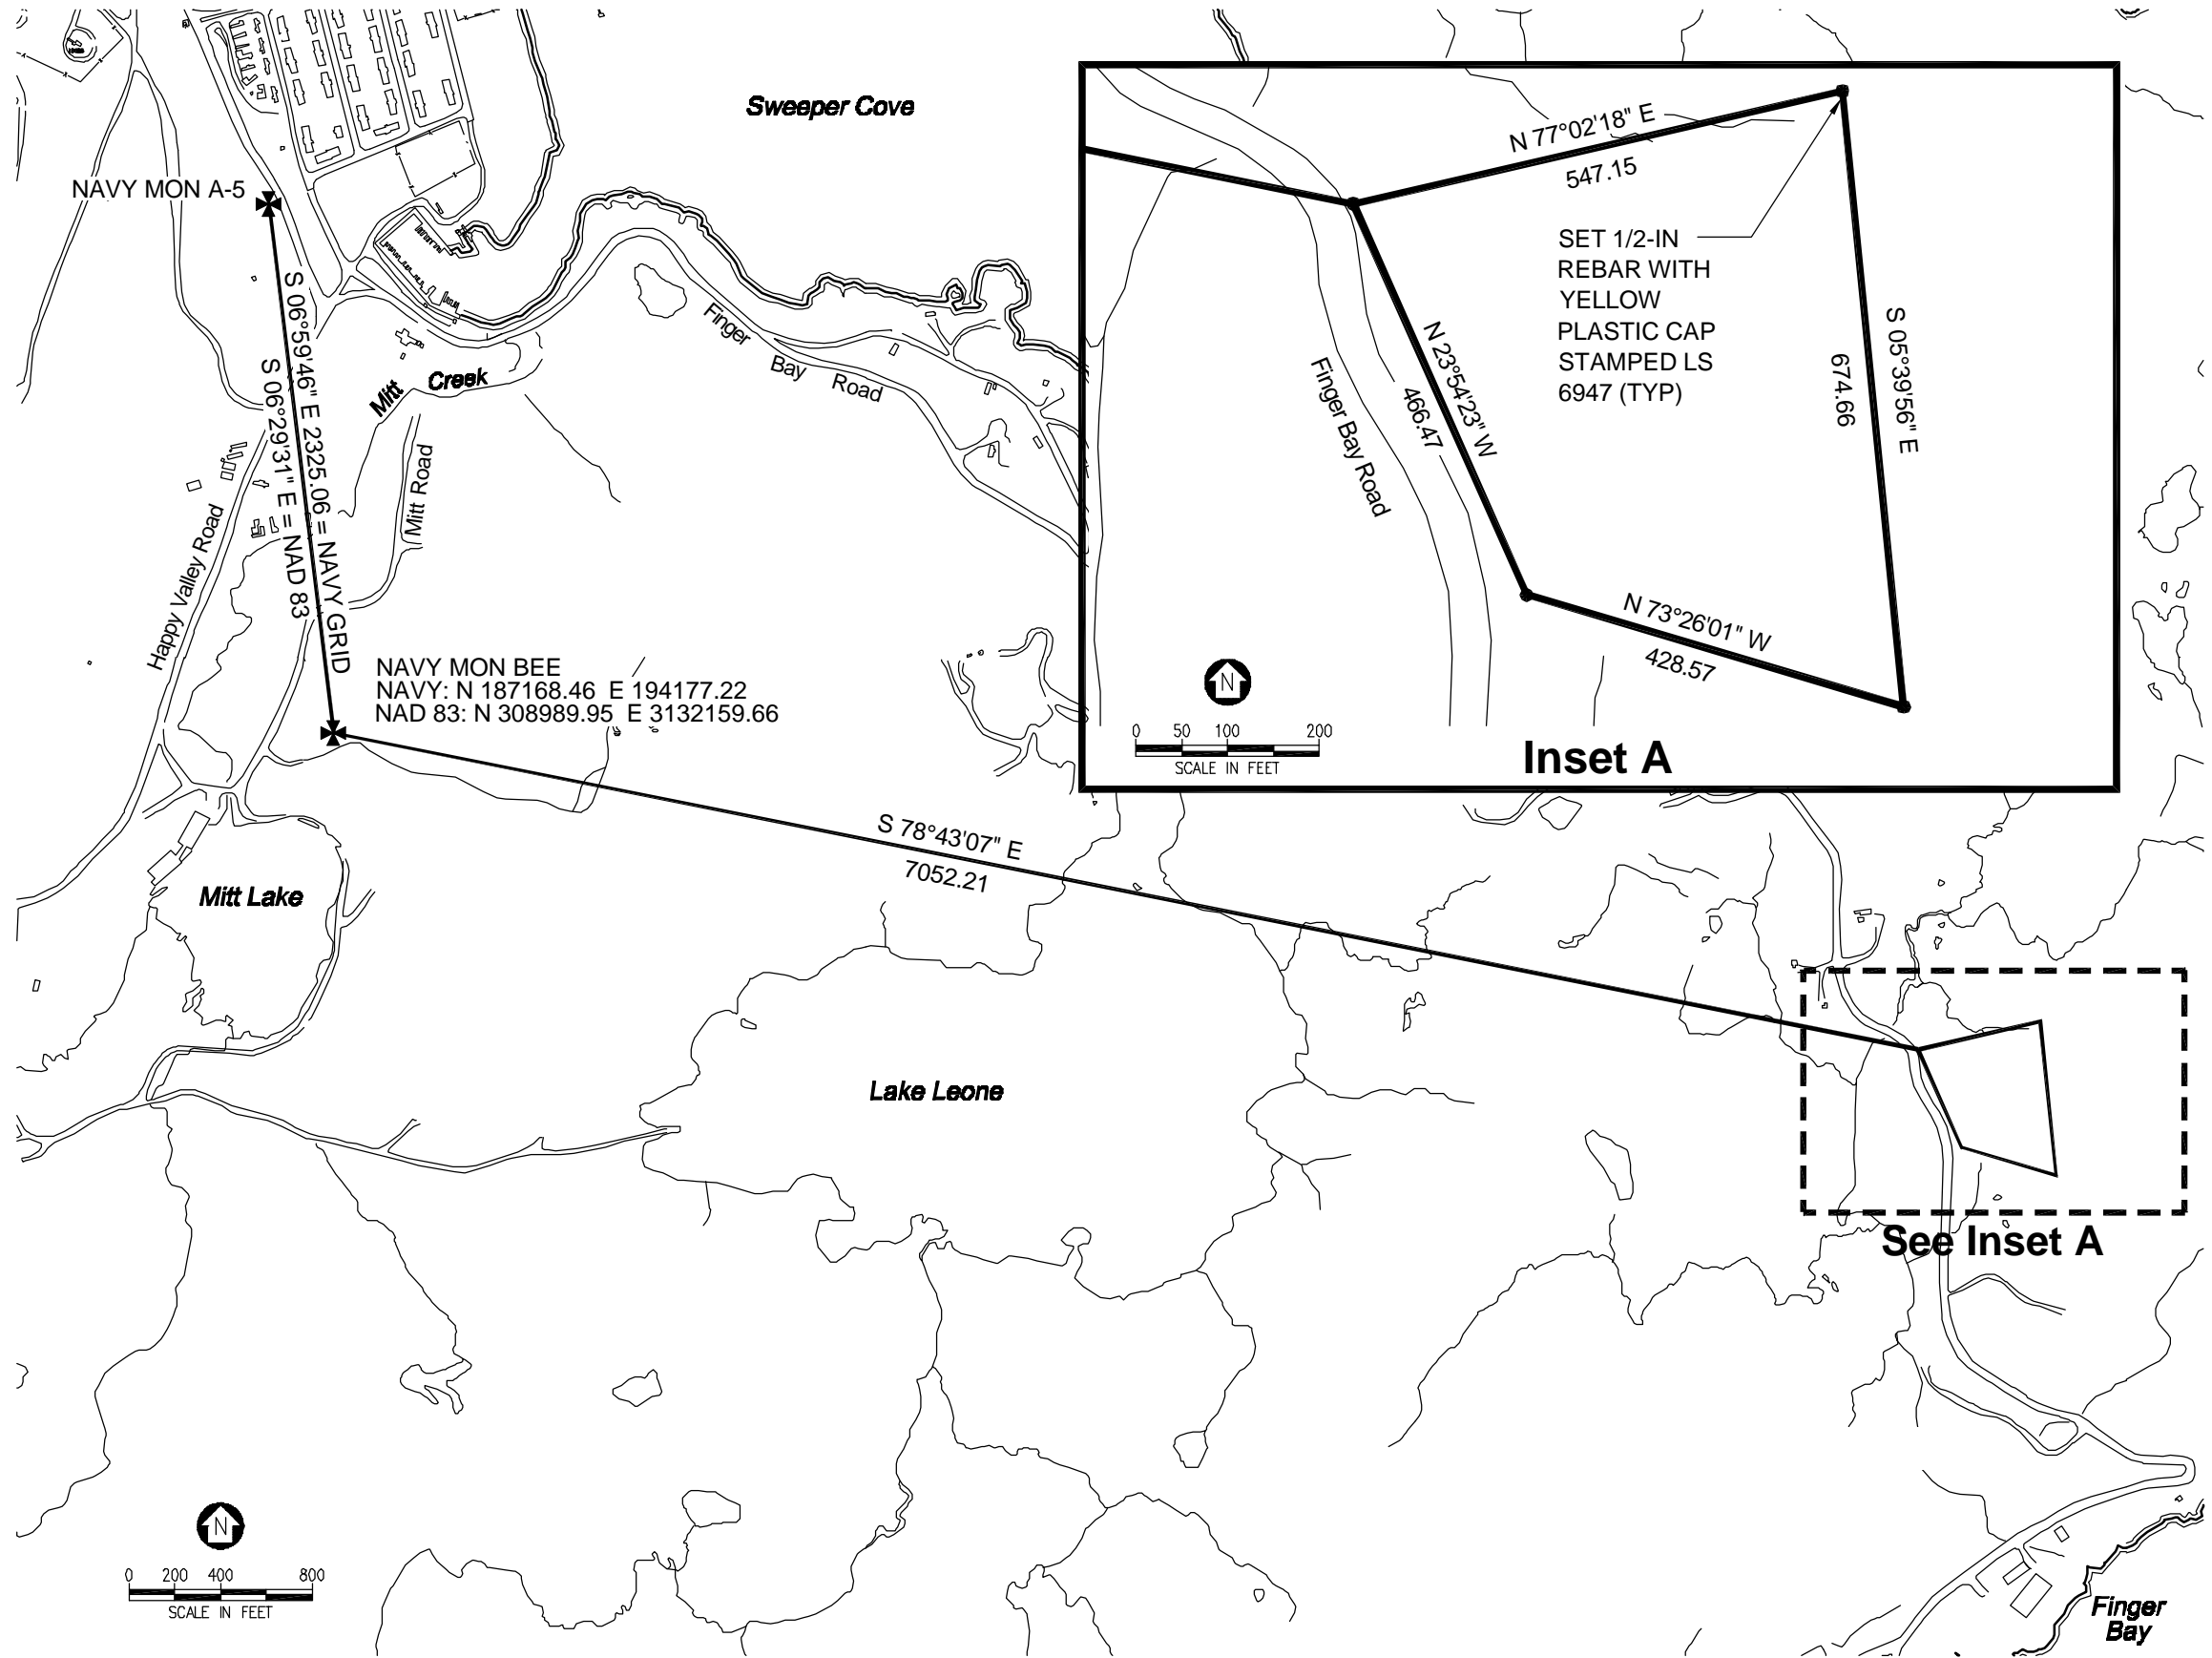 Sweeper Cove
NAVY MON A-5
S 06°59'46" E 2325.06 = NAVY GRID
S 06°29'31" E = NAD 83
Mitt Creek
Mitt Road
Happy Valley Road
Finger Bay Road
NAVY MON BEE
NAVY: N 187168.46 E 194177.22
NAD 83: N 308989.95 E 3132159.66
N 77°02'18" E
547.15
SET 1/2-IN
REBAR WITH
YELLOW
PLASTIC CAP
STAMPED LS
6947 (TYP)
S 05°39'56" E
674.66
N 23°54'23" W
466.47
Finger Bay Road
N 73°26'01" W
428.57
N
0 50 100 200
SCALE IN FEET
Inset A
S 78°43'07" E
7052.21
Mitt Lake
Lake Leone
See Inset A
N
0 200 400 800
SCALE IN FEET
Finger
Bay